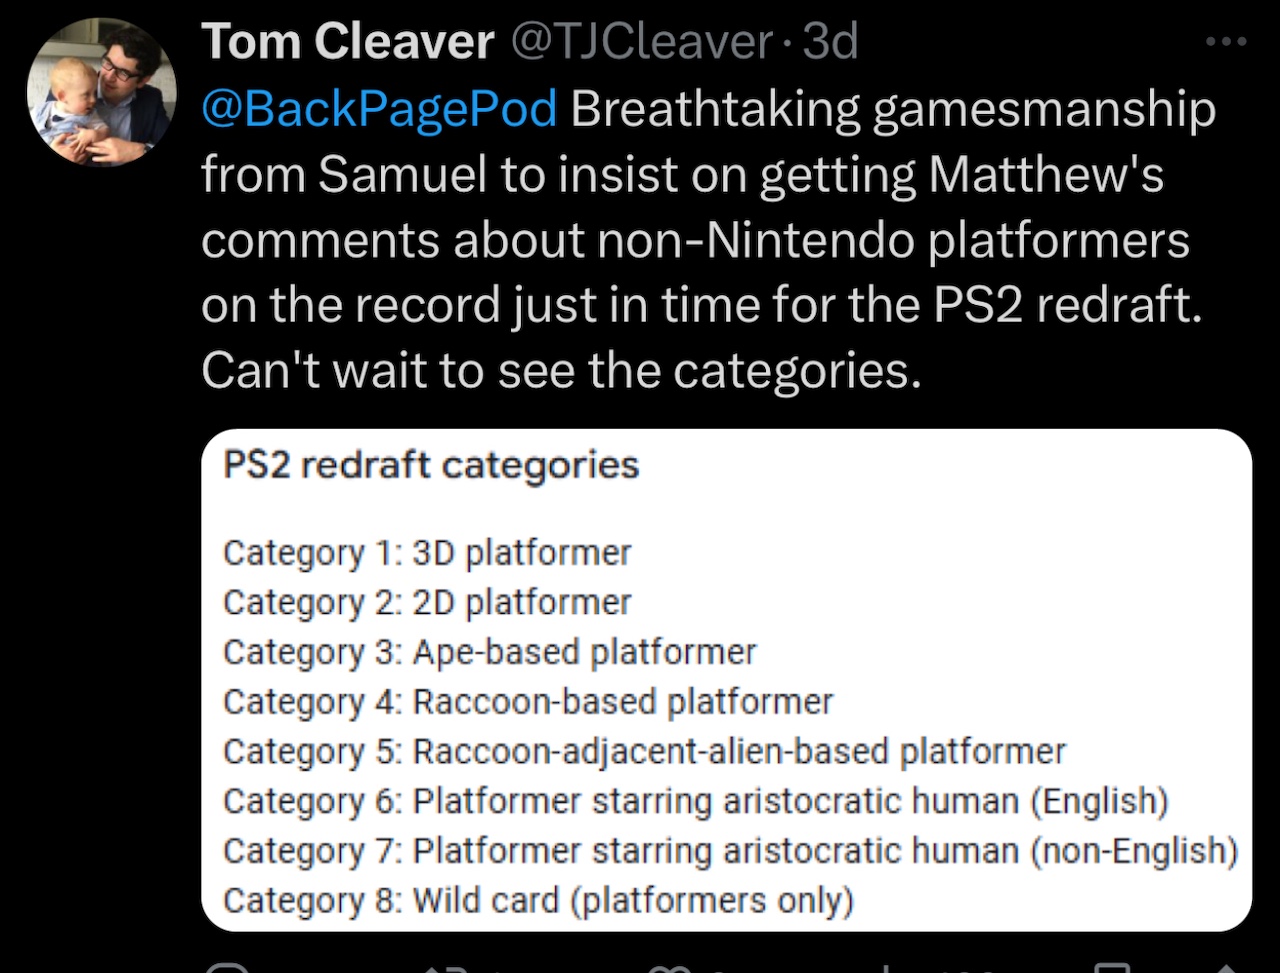 Tom Cleaver @TJCleaver · 3d
@BackPagePod Breathtaking gamesmanship
from Samuel to insist on getting Matthew's
comments about non-Nintendo platformers
on the record just in time for the PS2 redraft.
Can't wait to see the categories.
PS2 redraft categories
Category 1: 3D platformer
Category 2: 2D platformer
Category 3: Ape-based platformer
Category 4: Raccoon-based platformer
Category 5: Raccoon-adjacent-alien-based platformer
Category 6: Platformer starring aristocratic human (English)
Category 7: Platformer starring aristocratic human (non-English)
Category 8: Wild card (platformers only)